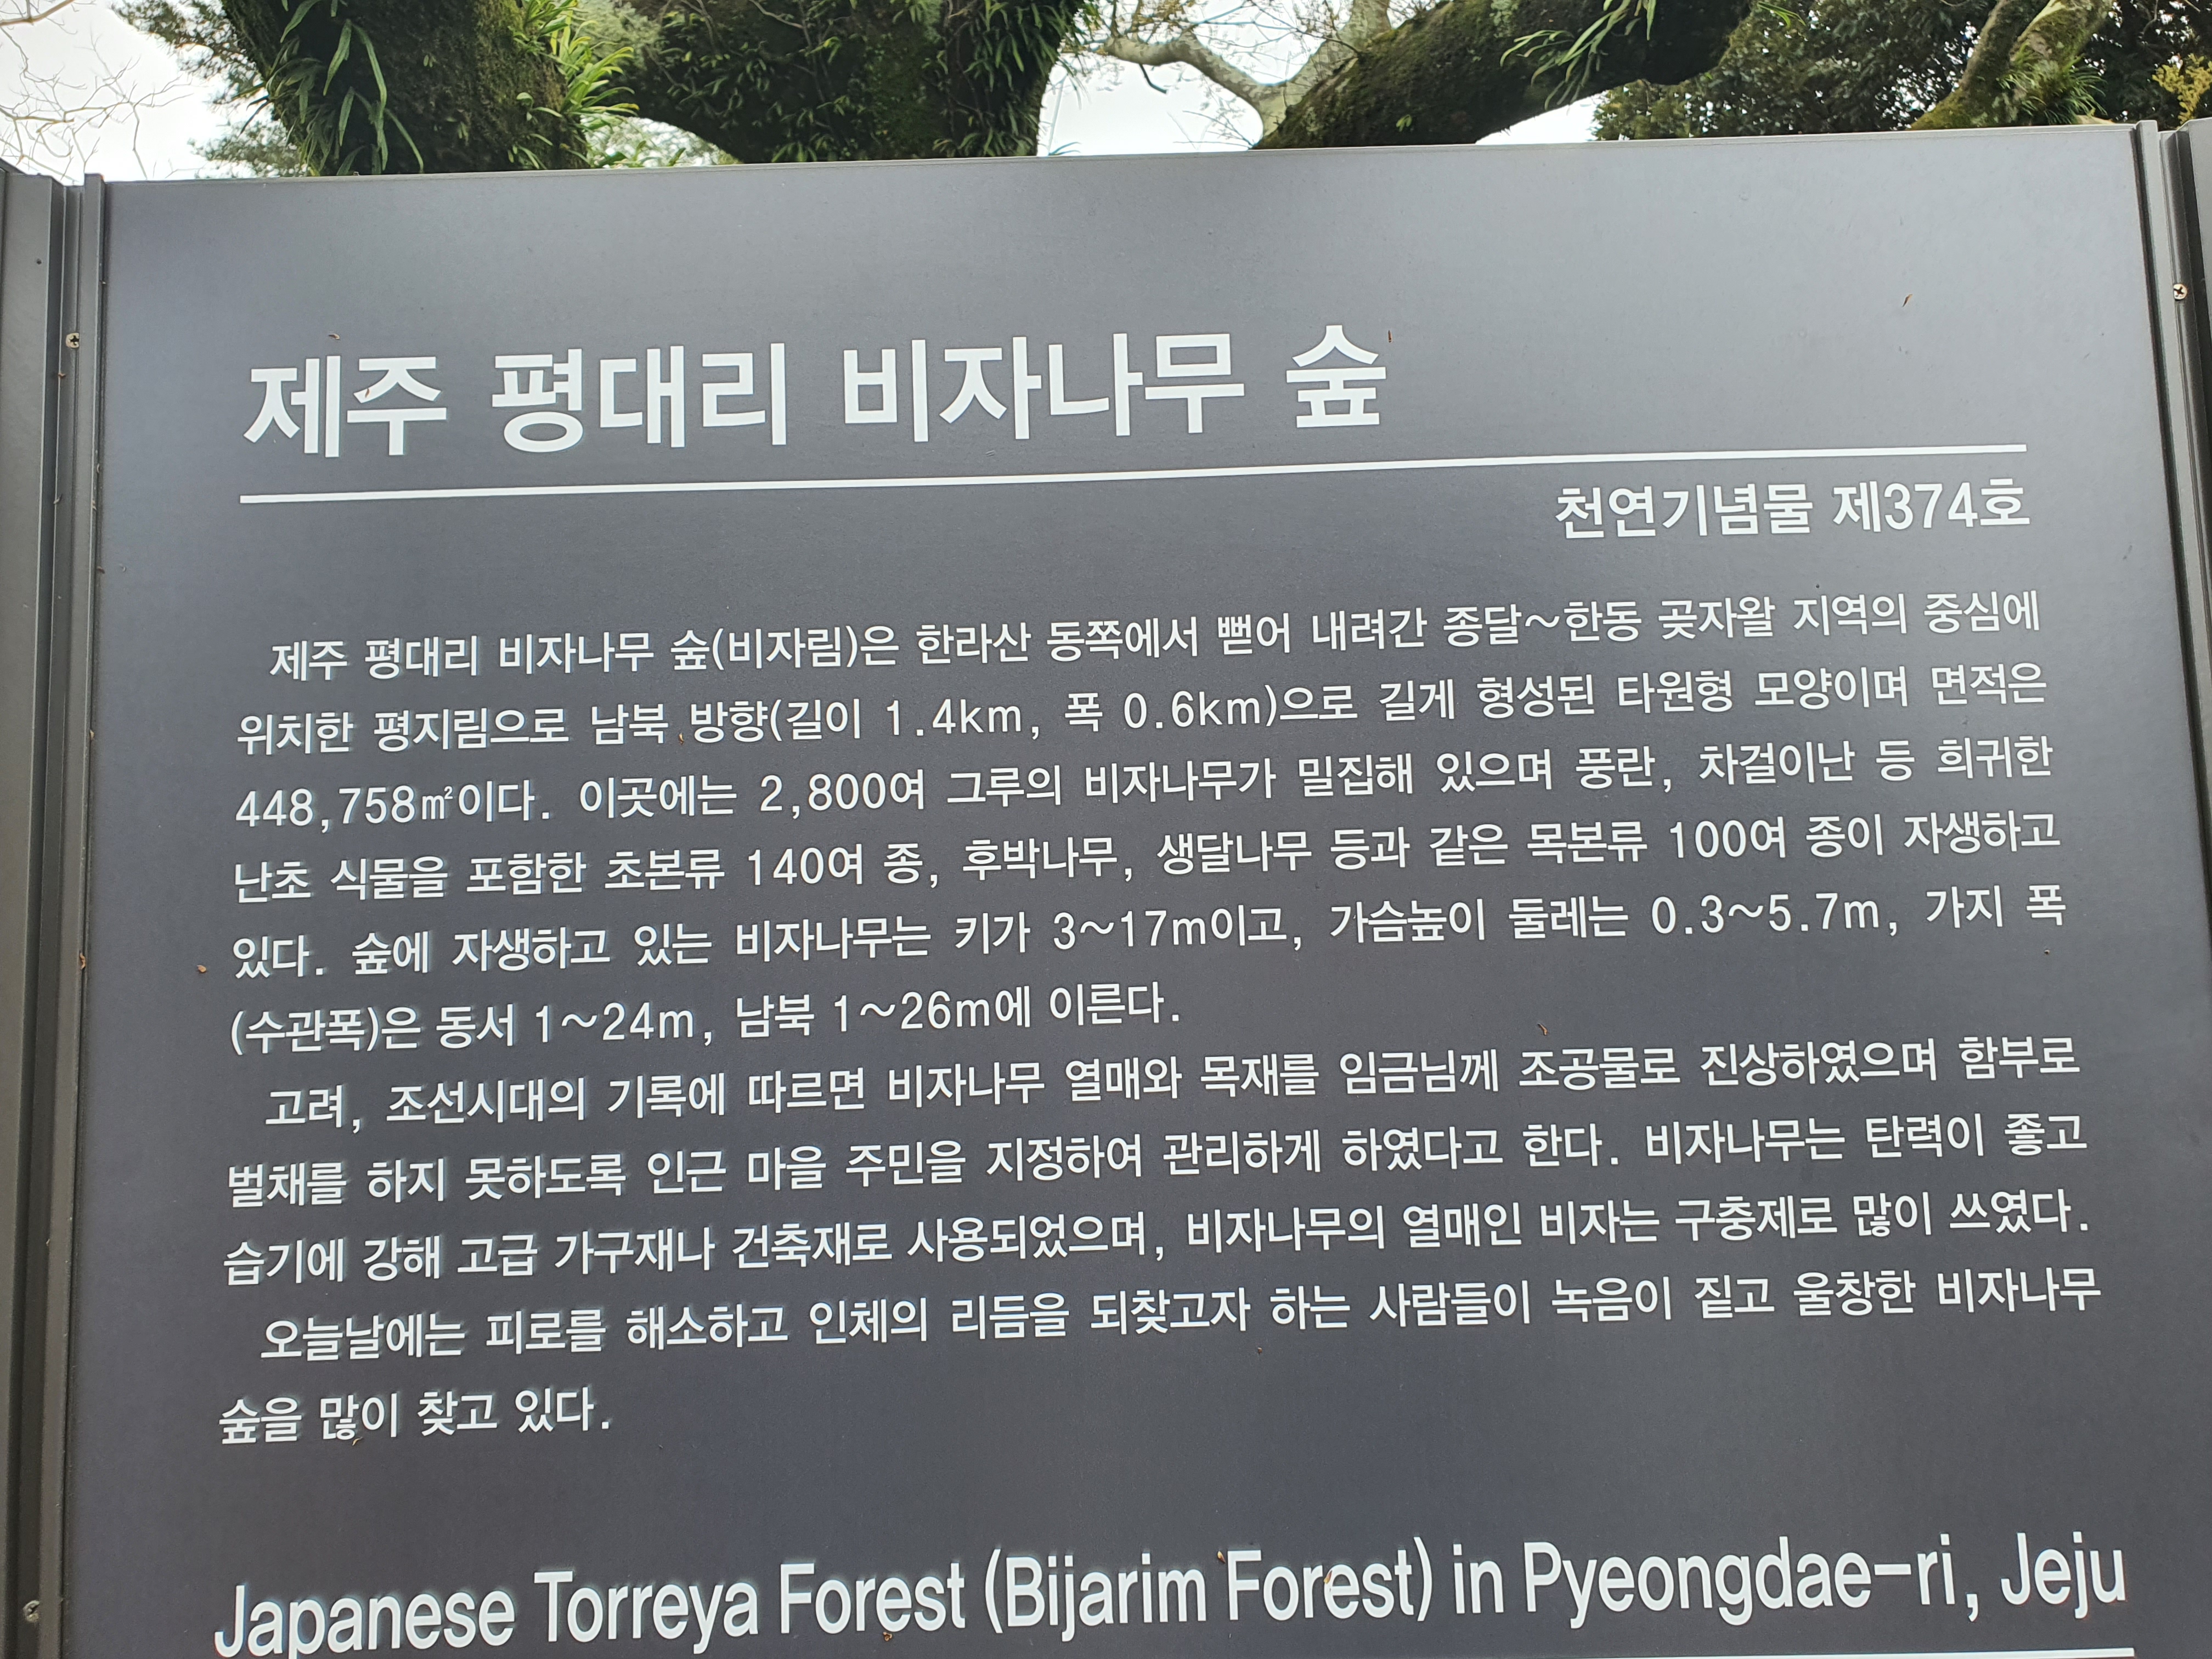 제주 평대리 비자나무 숲
천연기념물 제374호
제주 평대리 비자나무 숲(비자림)은 한라산 동쪽에서 뻗어 내려간 종달~한동 곶자왈 지역의 중심에
위치한 평지림으로 남북 방향(길이 1.4km, 폭 0.6km)으로 길게 형성된 타원형 모양이며 면적은
448,758㎡이다. 이곳에는 2,800여 그루의 비자나무가 밀집해 있으며 풍란, 차걸이난 등 희귀한
난초 식물을 포함한 초본류 140여 종, 후박나무, 생달나무 등과 같은 목본류 100여 종이 자생하고
있다. 숲에 자생하고 있는 비자나무는 키가 3~17m이고, 가슴높이 둘레는 0.3~5.7m, 가지 폭
(수관폭)은 동서 1~24m, 남북 1~26m에 이른다.
고려, 조선시대의 기록에 따르면 비자나무 열매와 목재를 임금님께 조공물로 진상하였으며 함부로
벌채를 하지 못하도록 인근 마을 주민을 지정하여 관리하게 하였다고 한다. 비자나무는 탄력이 좋고
습기에 강해 고급 가구재나 건축재로 사용되었으며, 비자나무의 열매인 비자는 구충제로 많이 쓰였다.
오늘날에는 피로를 해소하고 인체의 리듬을 되찾고자 하는 사람들이 녹음이 짙고 울창한 비자나무
숲을 많이 찾고 있다.
Japanese Torreya Forest (Bijarim Forest) in Pyeongdae-ri, Jeju